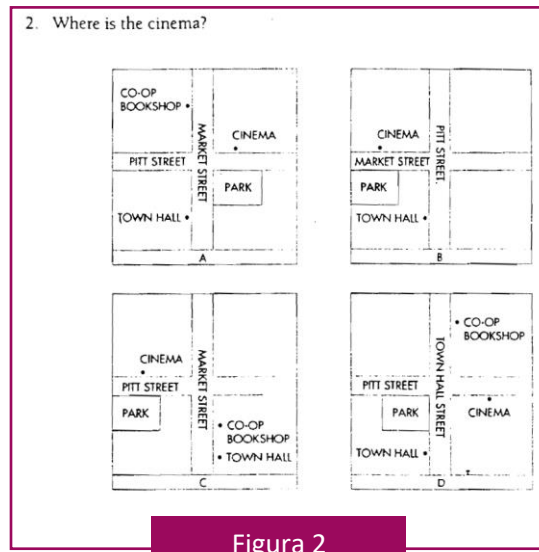 2. Where is the cinema?
CO-OP
BOOKSHOP
MARKET STREET
CINEMA
PITT STREET
PARK
TOWN HALL
A
CINEMA
PITT STREET.
MARKET STREET
PARK
TOWN HALL
B
CINEMA
MARKET STREET
PITT STREET
PARK
CO-OP
BOOKSHOP
TOWN HALL
C
CO-OP
BOOKSHOP
TOWN HALL STREET
PITT STREET
PARK
CINEMA
TOWN HALL
D
Figura 2